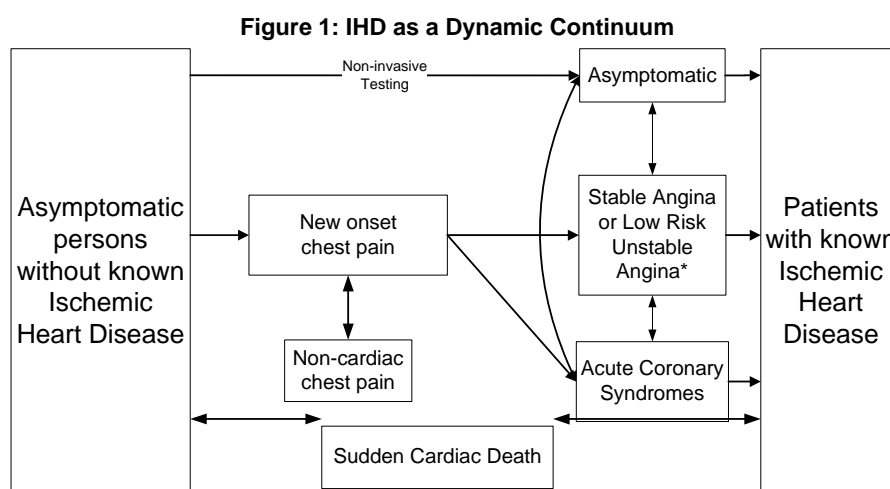 Figure 1: IHD as a Dynamic Continuum
Non-invasive
Testing
Asymptomatic
Asymptomatic
persons
without known
Ischemic
Heart Disease
New onset
chest pain
Stable Angina
or Low Risk
Unstable
Angina*
Patients
with known
Ischemic
Heart
Disease
Non-cardiac
chest pain
Acute Coronary
Syndromes
Sudden Cardiac Death